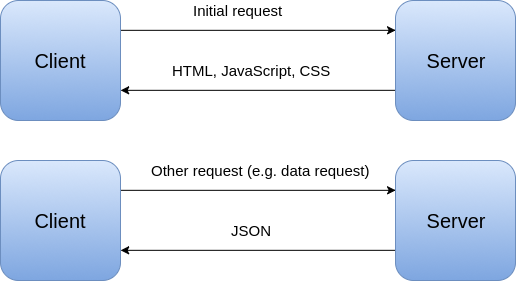 Initial request
Client
Server
HTML, JavaScript, CSS
Other request (e.g. data request)
Client
Server
JSON